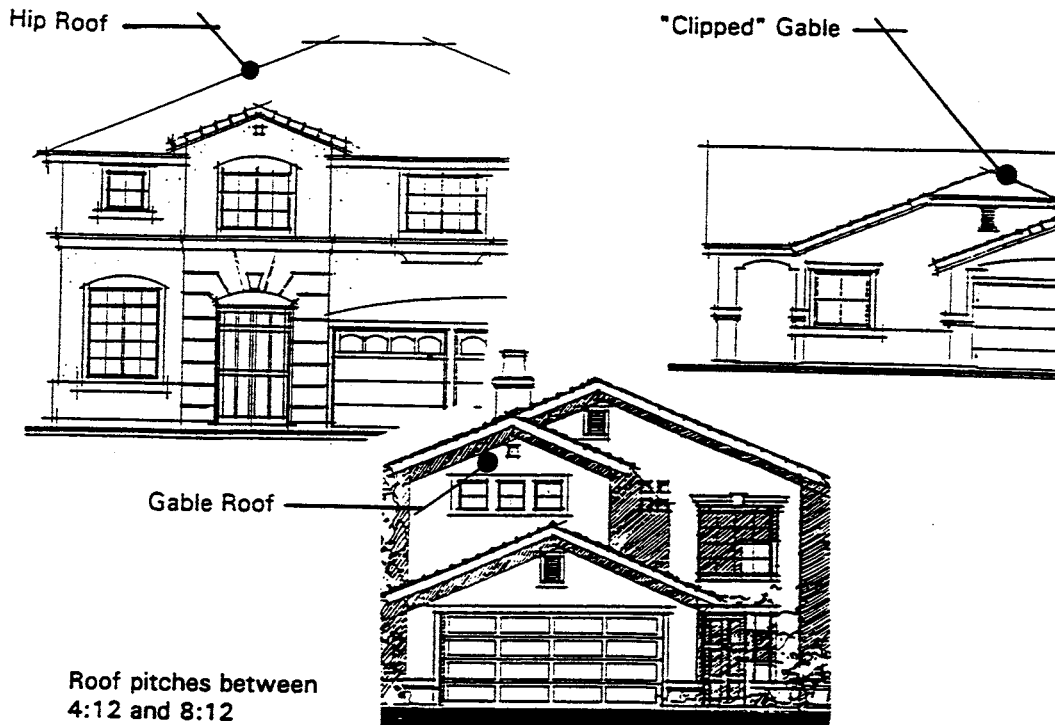 Hip Roof
"Clipped" Gable
Gable Roof
Roof pitches between
4:12 and 8:12